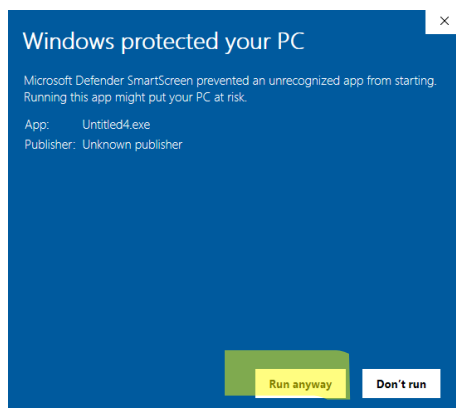 Windows protected your PC
Microsoft Defender SmartScreen prevented an unrecognized app from starting.
Running this app might put your PC at risk.
App: Untitled4.exe
Publisher: Unknown publisher
Run anyway
Don't run